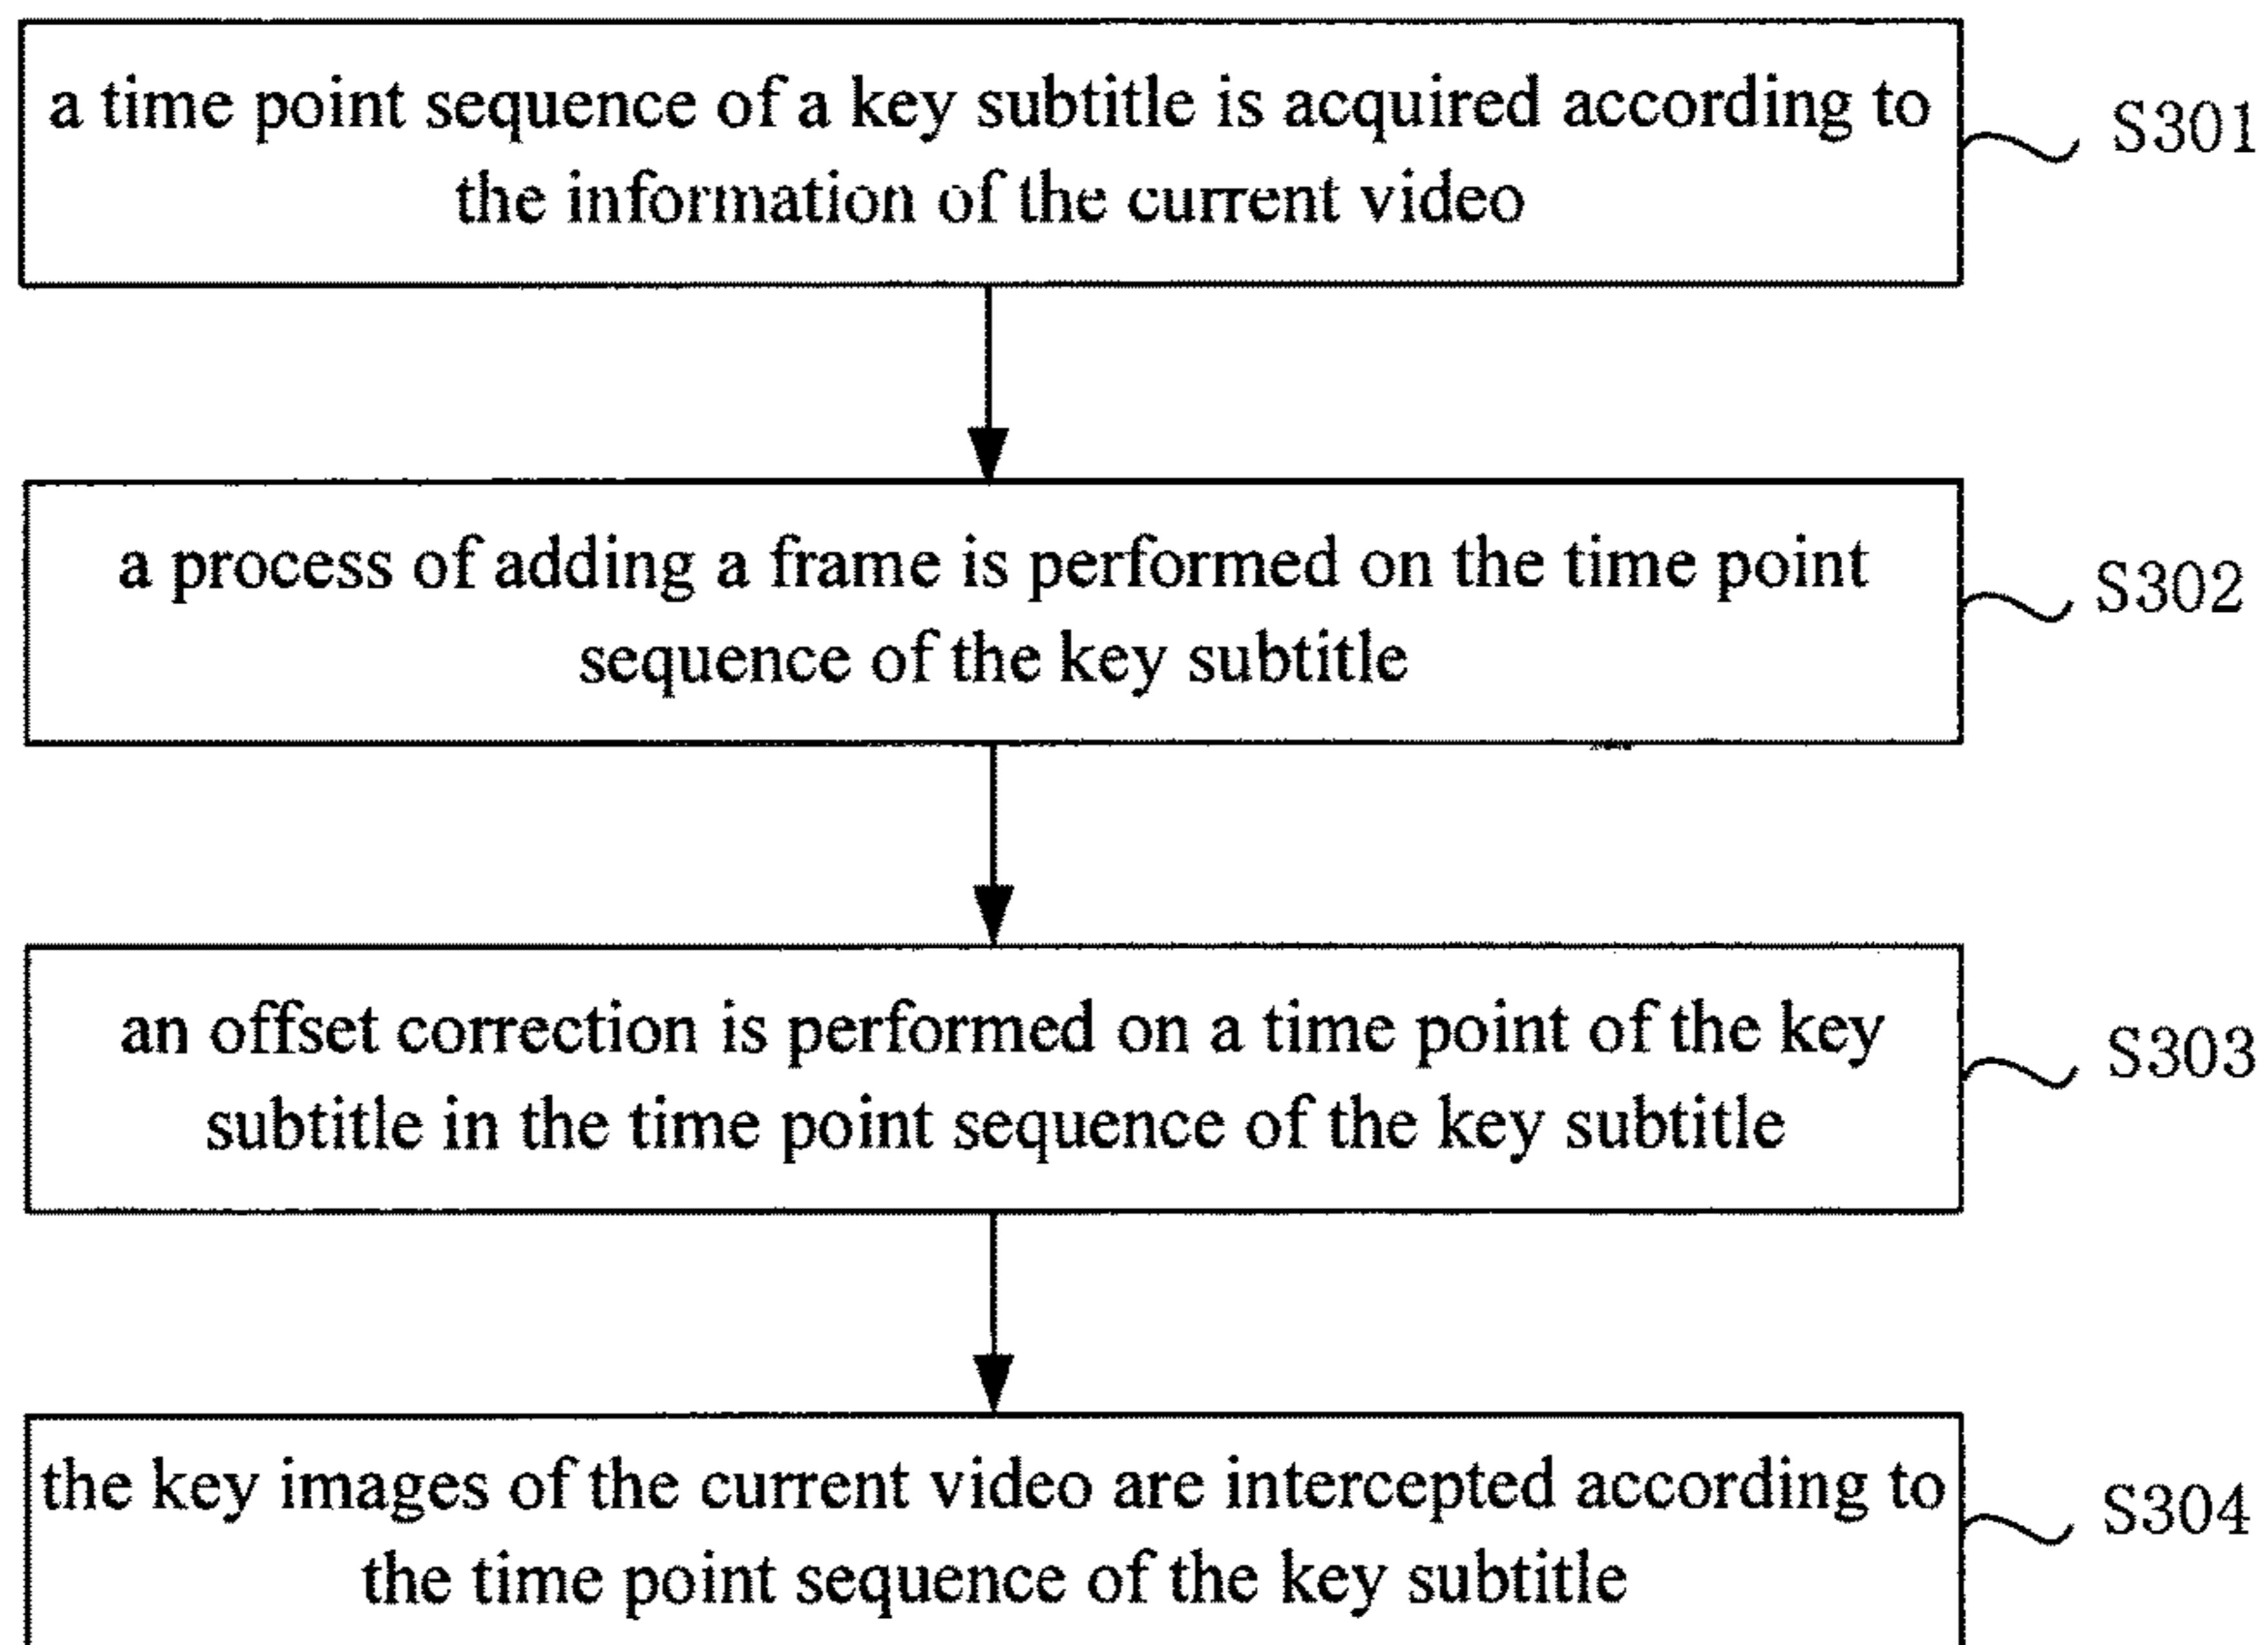 a time point sequence of a key subtitle is acquired according to
the information of the current video
S301
a process of adding a frame is performed on the time point
sequence of the key subtitle
S302
an offset correction is performed on a time point of the key
subtitle in the time point sequence of the key subtitle
S303
the key images of the current video are intercepted according to
the time point sequence of the key subtitle
S304